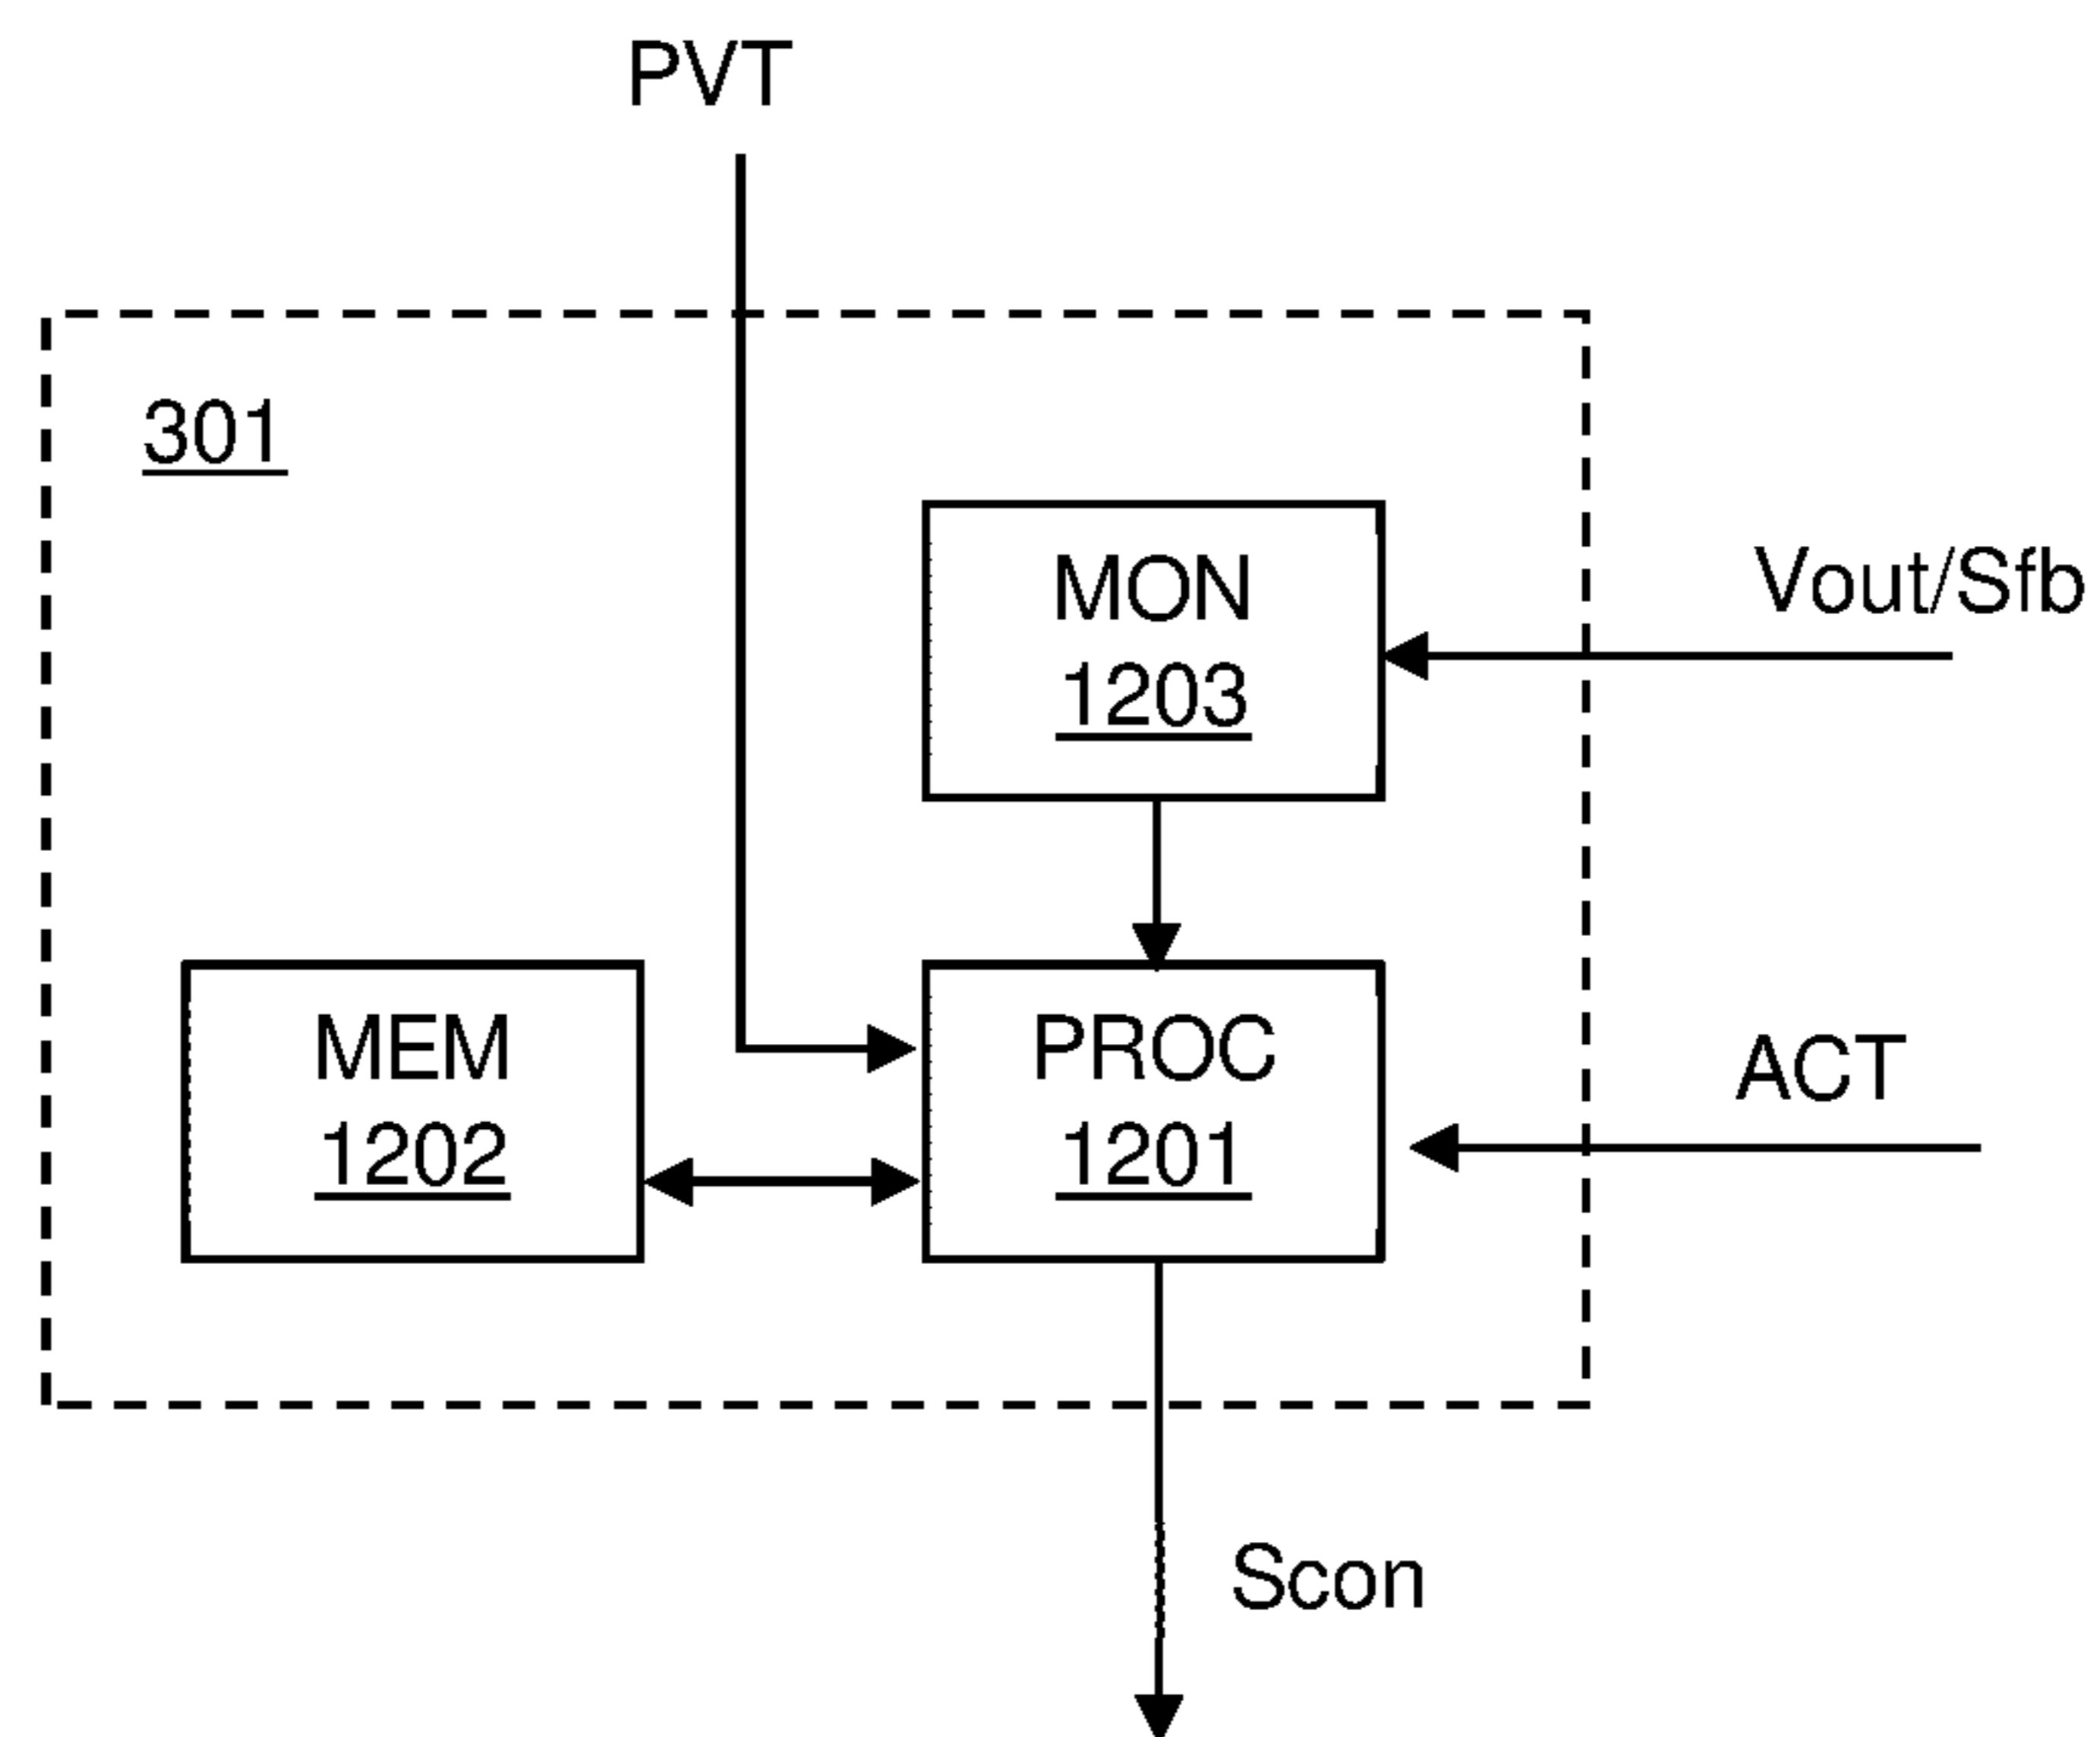 PVT
301
MON
1203
Vout/Sfb
MEM
1202
PROC
1201
ACT
Scon